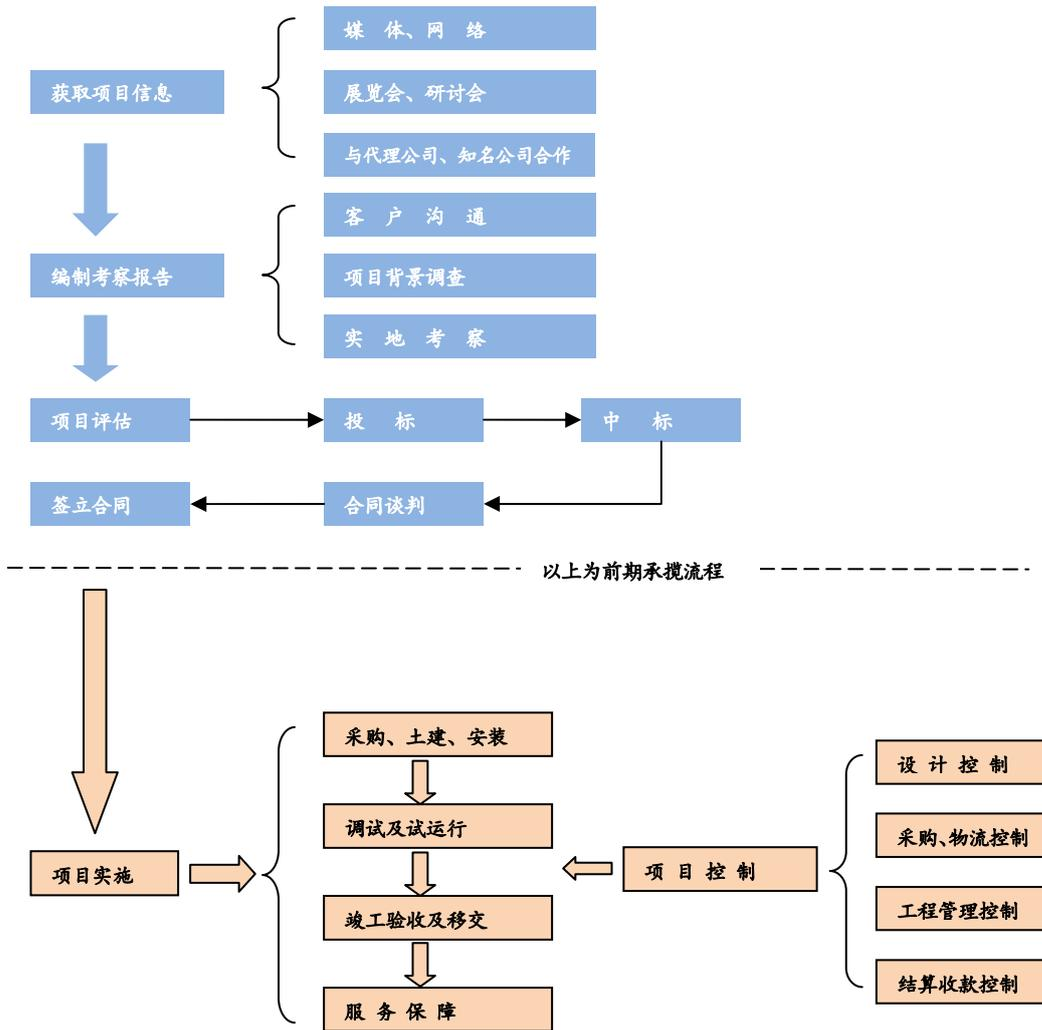 媒 体、网 络
获取项目信息
展览会、研讨会
与代理公司、知名公司合作
客 户 沟 通
编制考察报告
项目背景调查
实 地 考 察
项目评估
投 标
中 标
签立合同
合同谈判
以上为前期承揽流程
采购、土建、安装
设 计 控 制
调试及试运行
采购、物流控制
项目实施
项 目 控 制
竣工验收及移交
工程管理控制
结算收款控制
服 务 保 障